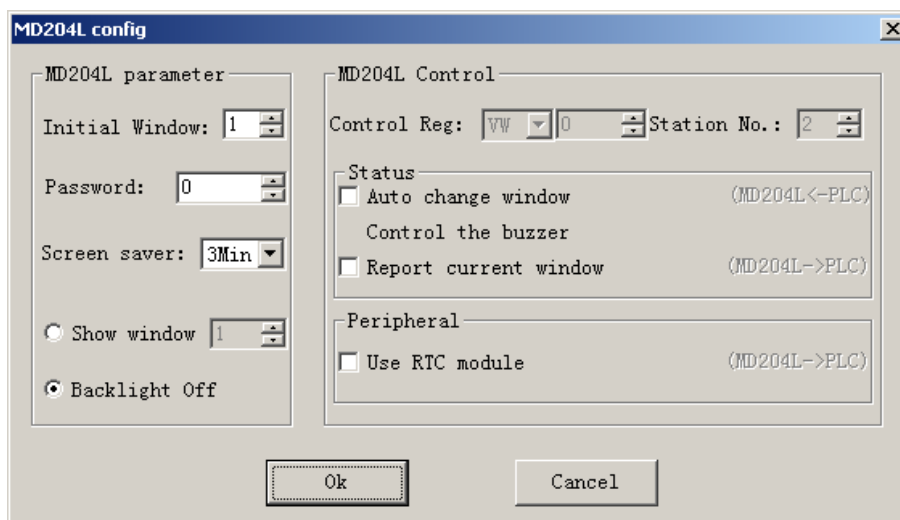 MD204L config
MD204L parameter
Initial Window: 1
Password: 0
Screen saver: 3Min
Show window 1
Backlight Off
MD204L Control
Control Reg: VW 0 Station No.: 2
Status
Auto change window (MD204L<-PLC)
Control the buzzer
Report current window (MD204L->PLC)
Peripheral
Use RTC module (MD204L->PLC)
Ok Cancel